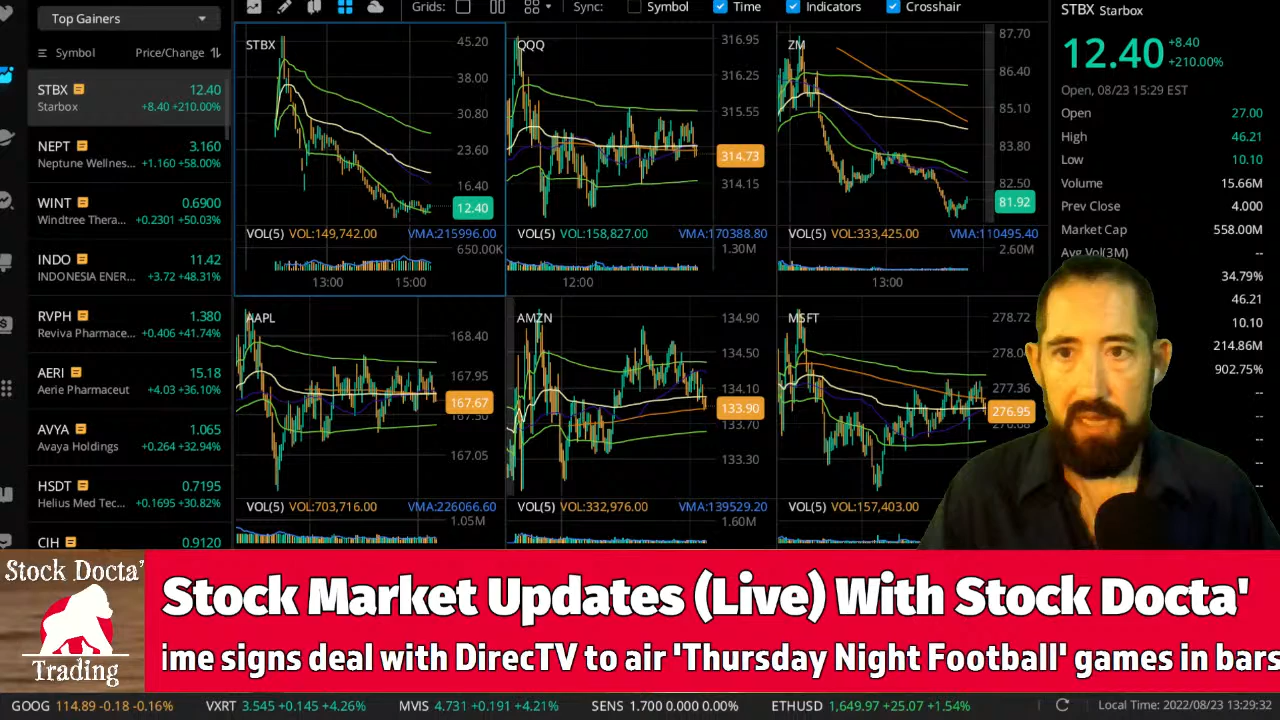 Top Gainers
Grids:
Sync: Symbol Time Indicators Crosshair
Symbol Price/Change
STBX 12.40
Starbox +8.40 +210.00%
NEPT 3.160
Neptune Wellnes... +1.160 +58.00%
WINT 0.6900
Windtree Thera... +0.2301 +50.03%
INDO 11.42
INDONESIA ENER... +3.72 +48.31%
RVPH 1.380
Reviva Pharmace... +0.406 +41.74%
AERI 15.18
Aerie Pharmaceut +4.03 +36.10%
AVYA 1.065
Avaya Holdings +0.264 +32.94%
HSDT 0.7195
Helius Med Tec... +0.1695 +30.82%
CIH 0.9120
STBX
45.20
38.00
30.80
23.60
16.40
12.40
VOL(5) VOL:149,742.00 VMA:215996.00
650.00K
13:00 15:00
QQQ
316.95
316.25
315.55
314.73
314.15
VOL(5) VOL:158,827.00 VMA:170388.80
1.30M
12:00
ZM
87.70
86.40
85.10
83.80
82.50
81.92
VOL(5) VOL:333,425.00 VMA:110495.40
2.60M
13:00
AAPL
168.40
167.95
167.67
167.50
167.05
VOL(5) VOL:703,716.00 VMA:226066.60
1.05M
AMZN
134.90
134.50
134.10
133.90
133.70
133.30
VOL(5) VOL:332,976.00 VMA:139529.20
1.60M
MSFT
278.72
278.0
277.36
276.95
VOL(5) VOL:157,403.00
STBX Starbox
12.40 +8.40
+210.00%
Open, 08/23 15:29 EST
Open 27.00
High 46.21
Low 10.10
Volume 15.66M
Prev Close 4.000
Market Cap 558.00M
Avg Vol(3M) --
34.79%
46.21
10.10
214.86M
902.75%
--
--
--
--
--
Stock Docta'
Trading
Stock Market Updates (Live) With Stock Docta'
ime signs deal with DirecTV to air 'Thursday Night Football' games in bars
GOOG 114.89 -0.18 -0.16% VXRT 3.545 +0.145 +4.26% MVIS 4.731 +0.191 +4.21% SENS 1.700 0.000 0.00% ETHUSD 1,649.97 +25.07 +1.54% Local Time: 2022/08/23 13:29:32